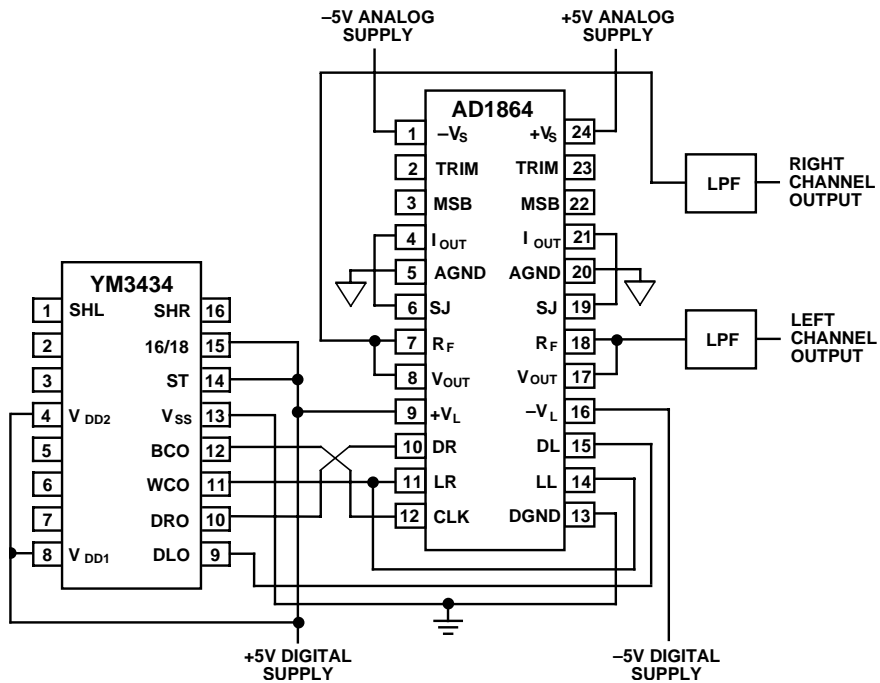 –5V ANALOG
SUPPLY
+5V ANALOG
SUPPLY
AD1864
1 –VS
+VS 24
2 TRIM
TRIM 23
3 MSB
MSB 22
4 IOUT
IOUT 21
5 AGND
AGND 20
6 SJ
SJ 19
7 RF
RF 18
8 VOUT
VOUT 17
9 +VL
–VL 16
10 DR
DL 15
11 LR
LL 14
12 CLK
DGND 13
LPF
RIGHT
CHANNEL
OUTPUT
LPF
LEFT
CHANNEL
OUTPUT
YM3434
1 SHL
SHR 16
2
16/18 15
3
ST 14
4 VDD2
VSS 13
5
BCO 12
6
WCO 11
7
DRO 10
8 VDD1
DLO 9
+5V DIGITAL
SUPPLY
–5V DIGITAL
SUPPLY